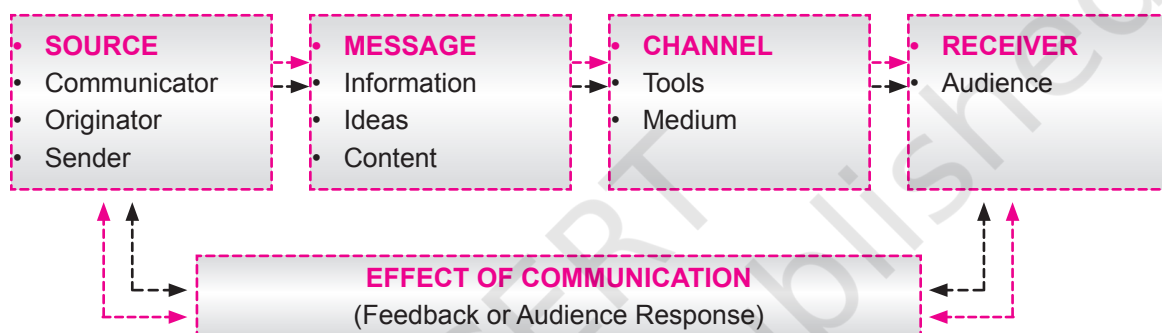 • SOURCE
• Communicator
• Originator
• Sender
• MESSAGE
• Information
• Ideas
• Content
• CHANNEL
• Tools
• Medium
• RECEIVER
• Audience
EFFECT OF COMMUNICATION
(Feedback or Audience Response)